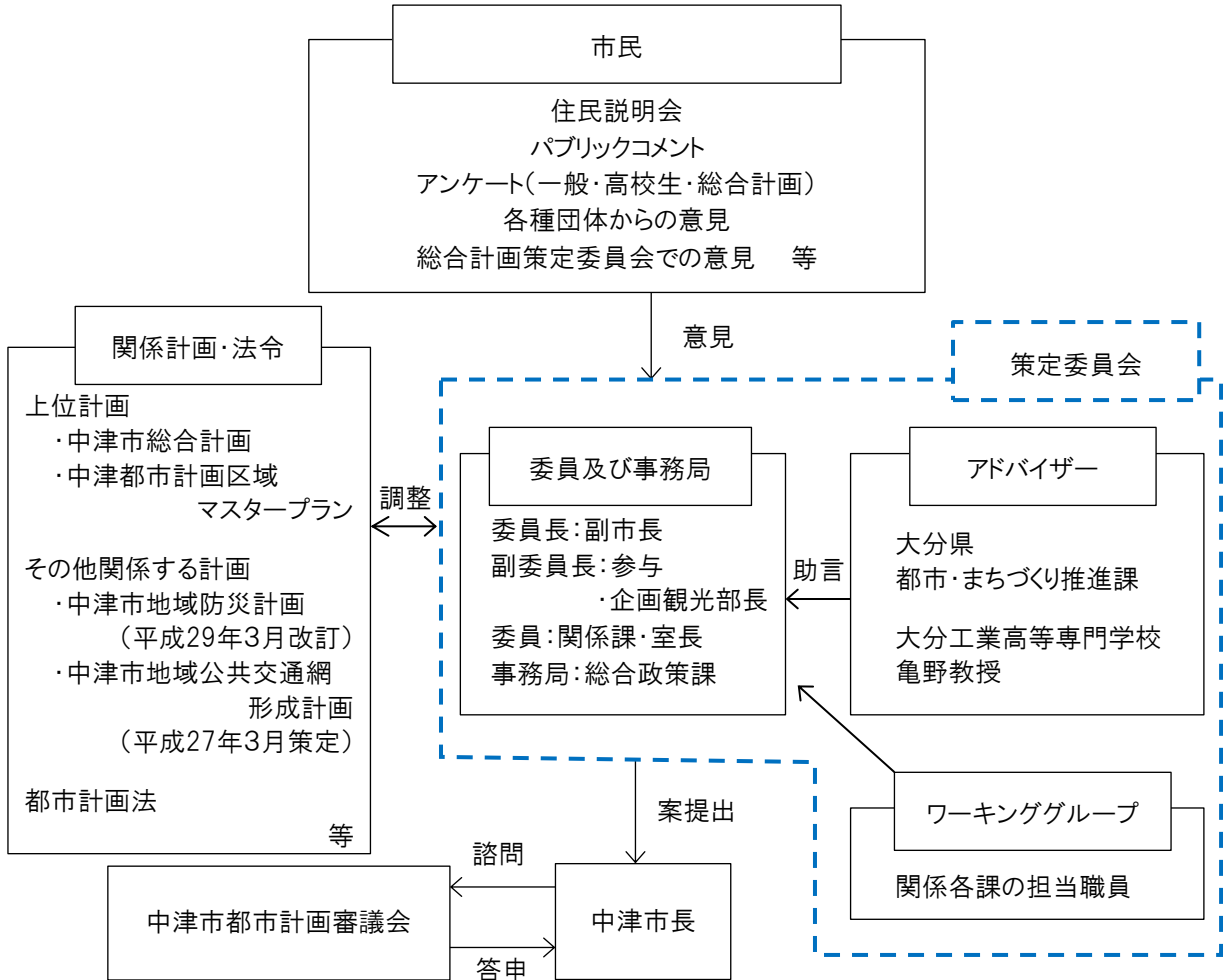 市民
住民説明会
パブリックコメント
アンケート(一般・高校生・総合計画)
各種団体からの意見
総合計画策定委員会での意見　等
意見
関係計画・法令
上位計画
・中津市総合計画
・中津都市計画区域
マスタープラン
その他関係する計画
・中津市地域防災計画
(平成29年3月改訂)
・中津市地域公共交通網
形成計画
(平成27年3月策定)
都市計画法
等
調整
策定委員会
委員及び事務局
委員長:副市長
副委員長:参与
・企画観光部長
委員:関係課・室長
事務局:総合政策課
助言
アドバイザー
大分県
都市・まちづくり推進課
大分工業高等専門学校
亀野教授
ワーキンググループ
関係各課の担当職員
案提出
諮問
中津市都市計画審議会
中津市長
答申